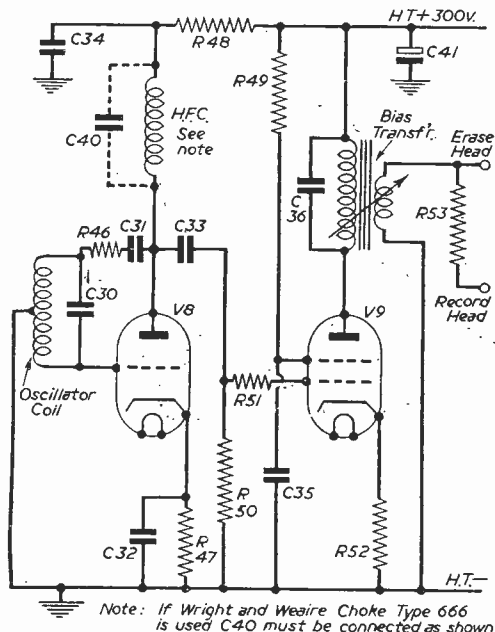 HT+300v.
C34
R48
C41
R49
H.F.C.
See
note
C40
Bias
Transf'r.
Erase
Head
C
36
R53
R46
C31
C33
C30
V8
V9
Record
Head
Oscillator
Coil
R51
R
50
C35
C32
R
47
R52
H.T.—
Note: If Wright and Weaire Choke Type 666
is used C40 must be connected as shown